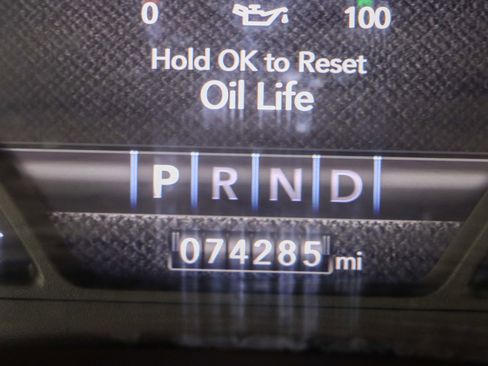 0 100
Hold OK to Reset
Oil Life
P R N D
074285 mi